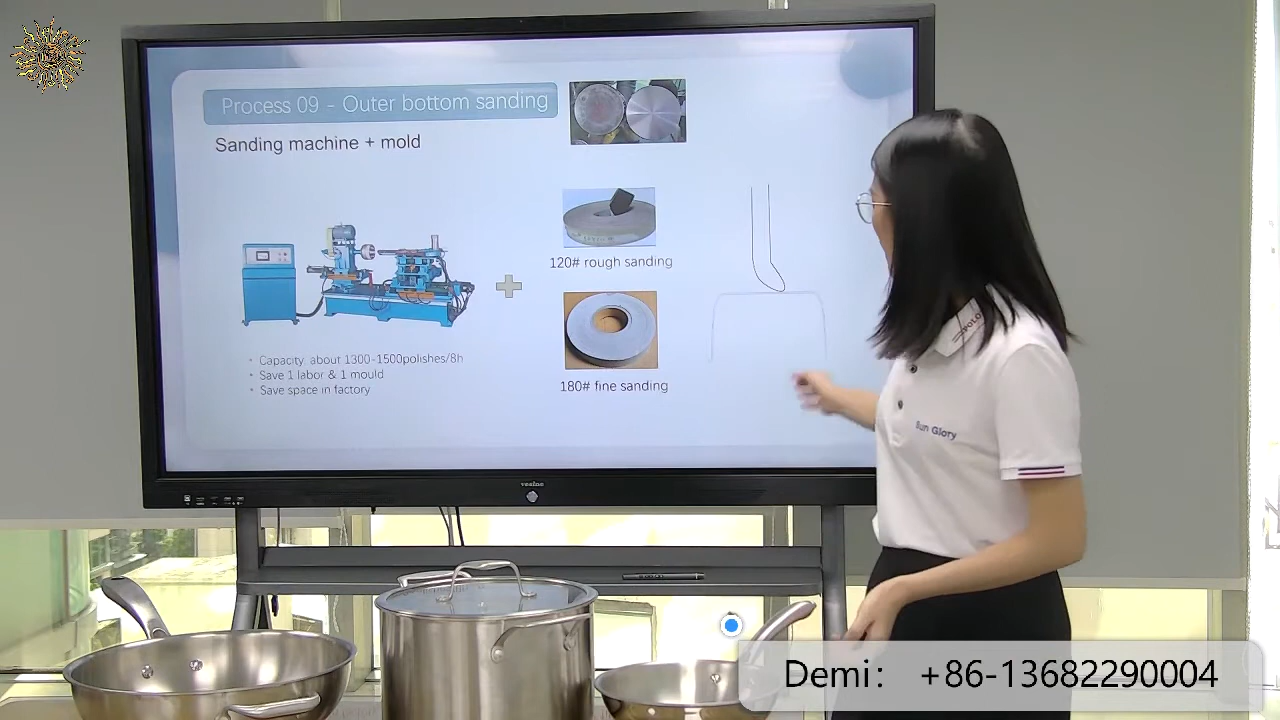 Process 09 - Outer bottom sanding
Sanding machine + mold
120# rough sanding
Capacity: about 1300-1500polishes/8h
Save 1 labor & 1 mould
Save space in factory
180# fine sanding
POLO
Sun Glory
Demi: +86-13682290004